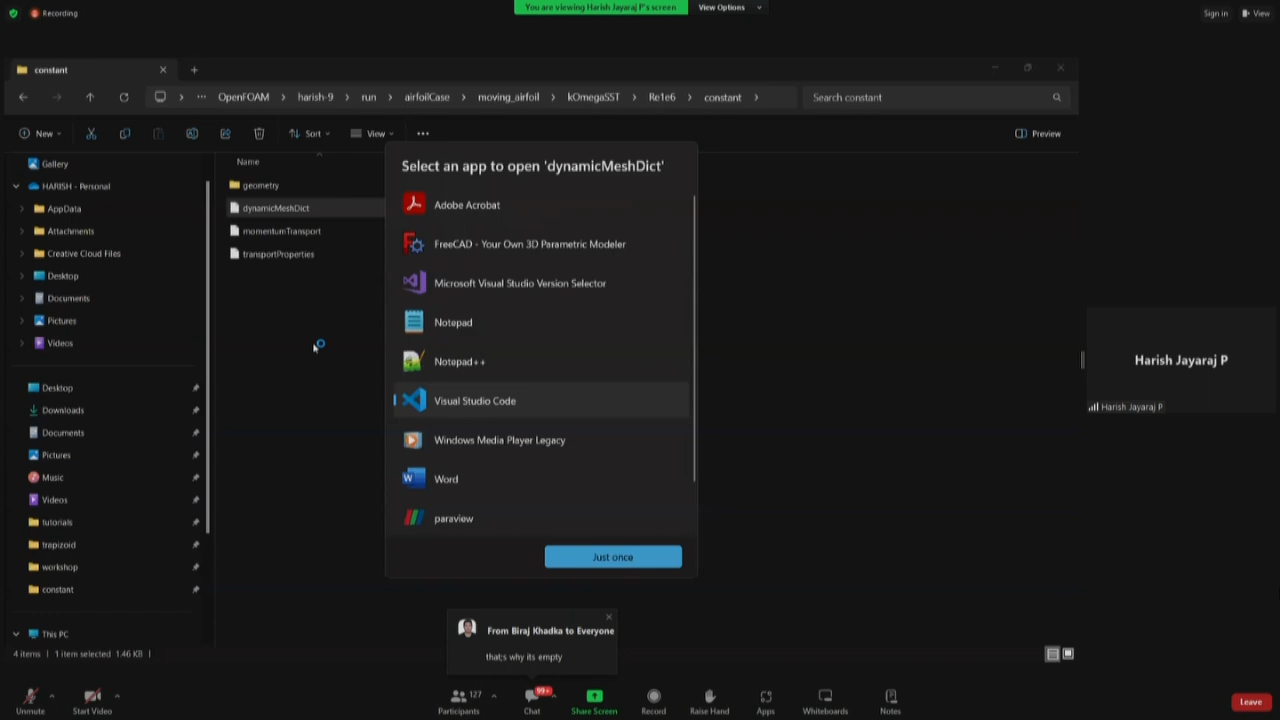 Recording
You are viewing Harish Jayaraj P's screen
View Options
Sign in
View
constant
OpenFOAM
harish-9
run
airfoilCase
moving_airfoil
kOmegaSST
Re1e6
constant
Search constant
New
Sort
View
Preview
Gallery
HARISH - Personal
AppData
Attachments
Creative Cloud Files
Desktop
Documents
Pictures
Videos
Desktop
Downloads
Documents
Pictures
Music
Videos
tutorials
trapizoid
workshop
constant
This PC
4 items | 1 item selected 1.46 KB |
Name
geometry
dynamicMeshDict
momentumTransport
transportProperties
Select an app to open 'dynamicMeshDict'
Adobe Acrobat
FreeCAD - Your Own 3D Parametric Modeler
Microsoft Visual Studio Version Selector
Notepad
Notepad++
Visual Studio Code
Windows Media Player Legacy
Word
paraview
Just once
Harish Jayaraj P
Harish Jayaraj P
From Biraj Khadka to Everyone
that;s why its empty
Unmute
Start Video
127
Participants
99+
Chat
Share Screen
Record
Raise Hand
Apps
Whiteboards
Notes
Leave